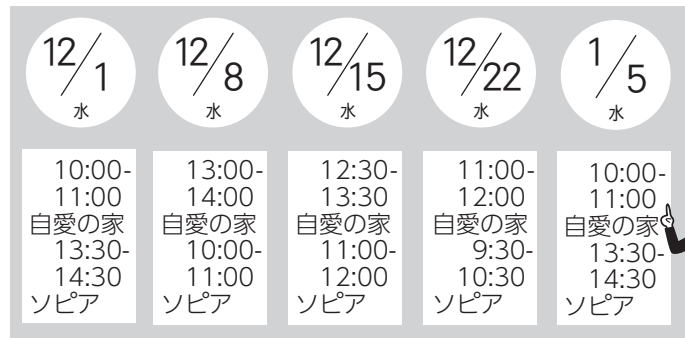 12/1
水
10:00-
11:00
自愛の家
13:30-
14:30
ソピア
12/8
水
13:00-
14:00
自愛の家
10:00-
11:00
ソピア
12/15
水
12:30-
13:30
自愛の家
11:00-
12:00
ソピア
12/22
水
11:00-
12:00
自愛の家
9:30-
10:30
ソピア
1/5
水
10:00-
11:00
自愛の家
13:30-
14:30
ソピア